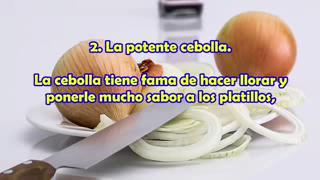 2. La potente cebolla.
La cebolla tiene fama de hacer llorar y
ponerle mucho sabor a los platillos,